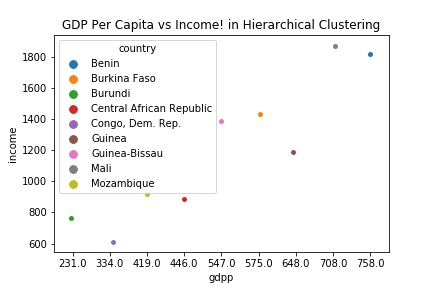 GDP Per Capita vs Income! in Hierarchical Clustering
country
Benin
Burkina Faso
Burundi
Central African Republic
Congo, Dem. Rep.
Guinea
Guinea-Bissau
Mali
Mozambique
1800
1600
1400
1200
1000
800
600
income
231.0 334.0 419.0 446.0 547.0 575.0 648.0 708.0 758.0
gdpp